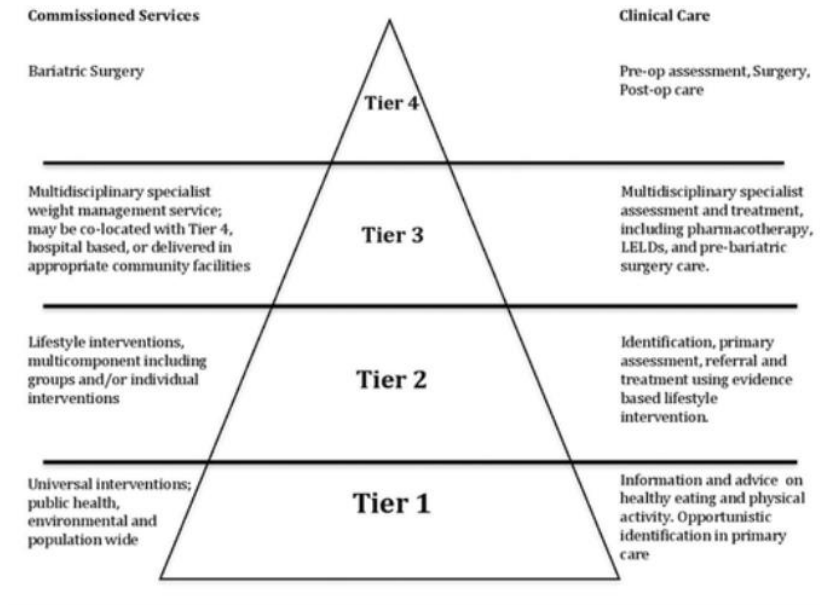 Commissioned Services
Clinical Care
Bariatric Surgery
Pre-op assessment, Surgery,
Post-op care
Tier 4
Multidisciplinary specialist
weight management service;
may be co-located with Tier 4,
hospital based, or delivered in
appropriate community facilities
Tier 3
Multidisciplinary specialist
assessment and treatment,
including pharmacotherapy,
LELDs, and pre-bariatric
surgery care.
Lifestyle interventions,
multicomponent including
groups and/or individual
interventions
Tier 2
Identification, primary
assessment, referral and
treatment using evidence
based lifestyle
intervention.
Universal interventions;
public health,
environmental and
population wide
Tier 1
Information and advice on
healthy eating and physical
activity. Opportunistic
identification in primary
care